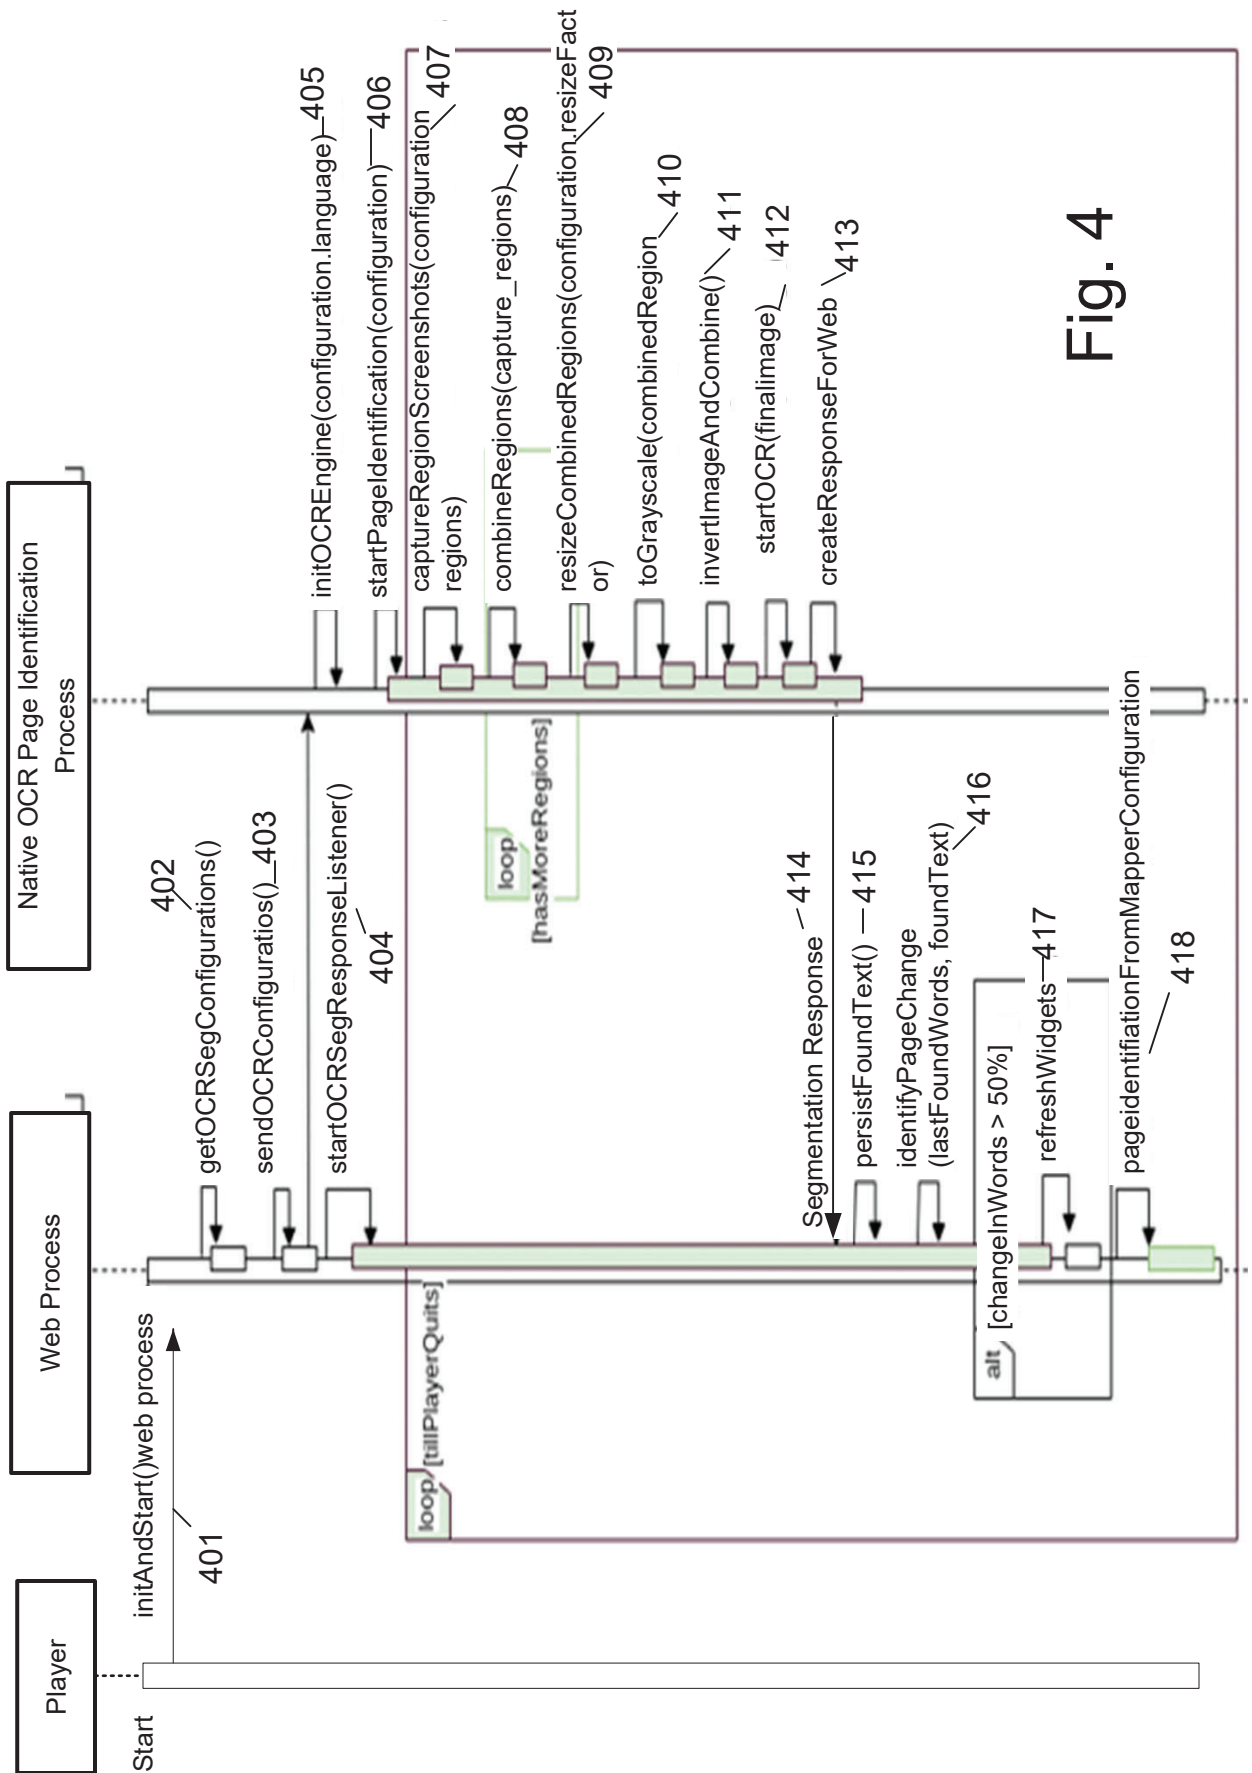 Player
Web Process
Native OCR Page Identification
Process
Start
initAndStart()web process
401
402
getOCRSegConfigurations()
sendOCRConfiguratios() 403
startOCRSegResponseListener()
404
initOCREngine(configuration.language) 405
startPageIdentification(configuration) 406
loop [tillPlayerQuits]
captureRegionScreenshots(configuration
regions)
407
loop
[hasMoreRegions]
combineRegions(capture_regions) 408
resizeCombinedRegions(configuration.resizeFact
or)
409
toGrayscale(combinedRegion 410
invertImageAndCombine() 411
startOCR(finalimage) 412
createResponseForWeb 413
Segmentation Response 414
persistFoundText() 415
identifyPageChange
(lastFoundWords, foundText)
416
alt [changeInWords > 50%]
refreshWidgets 417
pageidentifiationFromMapperConfiguration
418
Fig. 4